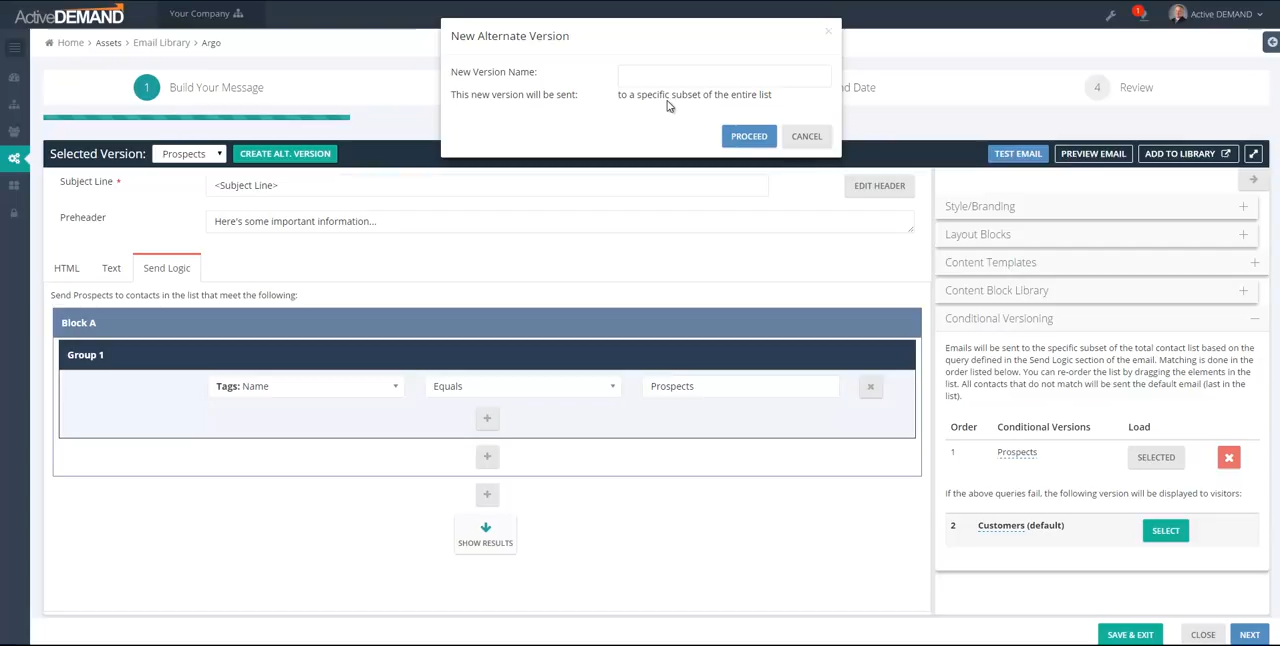 ActiveDEMAND
Your Company
1
Active DEMAND
Home > Assets > Email Library > Argo
New Alternate Version
×
New Version Name:
This new version will be sent: to a specific subset of the entire list
PROCEED CANCEL
1 Build Your Message
nd Date
4 Review
Selected Version: Prospects CREATE ALT. VERSION
TEST EMAIL PREVIEW EMAIL ADD TO LIBRARY
Subject Line * <Subject Line> EDIT HEADER
Preheader Here's some important information...
HTML Text Send Logic
Send Prospects to contacts in the list that meet the following:
Block A
Group 1
Tags: Name Equals Prospects
SHOW RESULTS
Style/Branding
Layout Blocks
Content Templates
Content Block Library
Conditional Versioning
Emails will be sent to the specific subset of the total contact list based on the
query defined in the Send Logic section of the email. Matching is done in the
order listed below. You can re-order the list by dragging the elements in the
list. All contacts that do not match will be sent the default email (last in the
list).
Order Conditional Versions Load
1 Prospects SELECTED
If the above queries fail, the following version will be displayed to visitors:
2 Customers (default) SELECT
SAVE & EXIT CLOSE NEXT